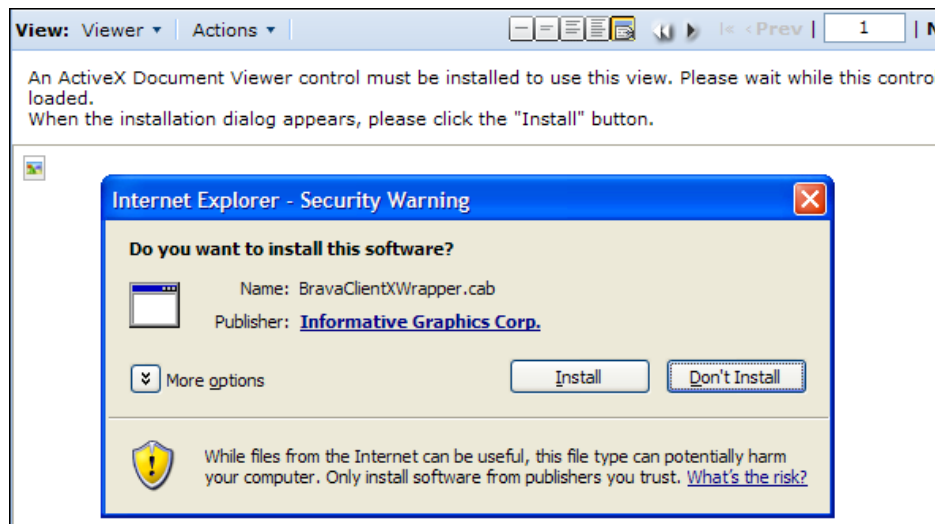 View: Viewer Actions Prev 1
An ActiveX Document Viewer control must be installed to use this view. Please wait while this contro
loaded.
When the installation dialog appears, please click the "Install" button.
Internet Explorer - Security Warning
Do you want to install this software?
Name: BravaClientXWrapper.cab
Publisher: Informative Graphics Corp.
More options Install Don't Install
While files from the Internet can be useful, this file type can potentially harm
your computer. Only install software from publishers you trust. What's the risk?